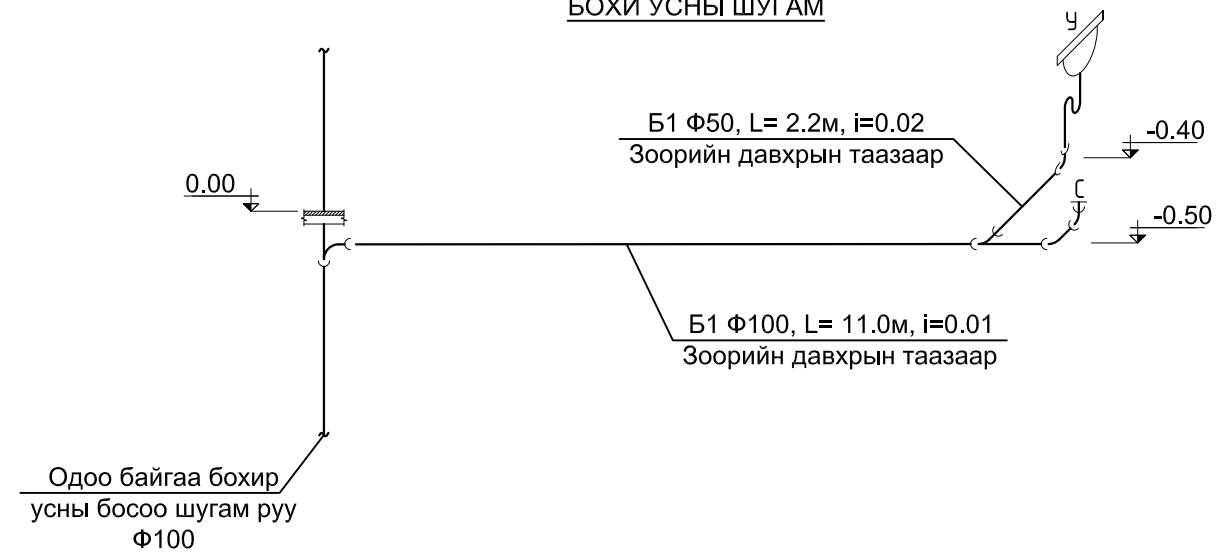 БОХИ УСНЫ ШУГАМ
У
Б1 Ф50, L= 2.2м, i=0.02
Зоорийн давхрын таазаар
-0.40
0.00
С
-0.50
Б1 Ф100, L= 11.0м, i=0.01
Зоорийн давхрын таазаар
Одоо байгаа бохир
усны босоо шугам руу
Ф100